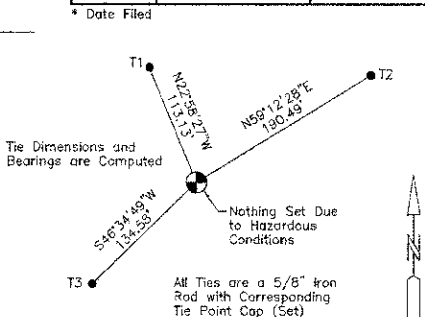 * Date Filed
T1
T2
N22°58'27"W
113.13'
N59°12'28"E
190.49'
Tie Dimensions and
Bearings are Computed
S46°34'49"W
134.58'
Nothing Set Due
to Hazardous
Conditions
N
T3
All Ties are a 5/8" Iron
Rod with Corresponding
Tie Point Cap (Set)